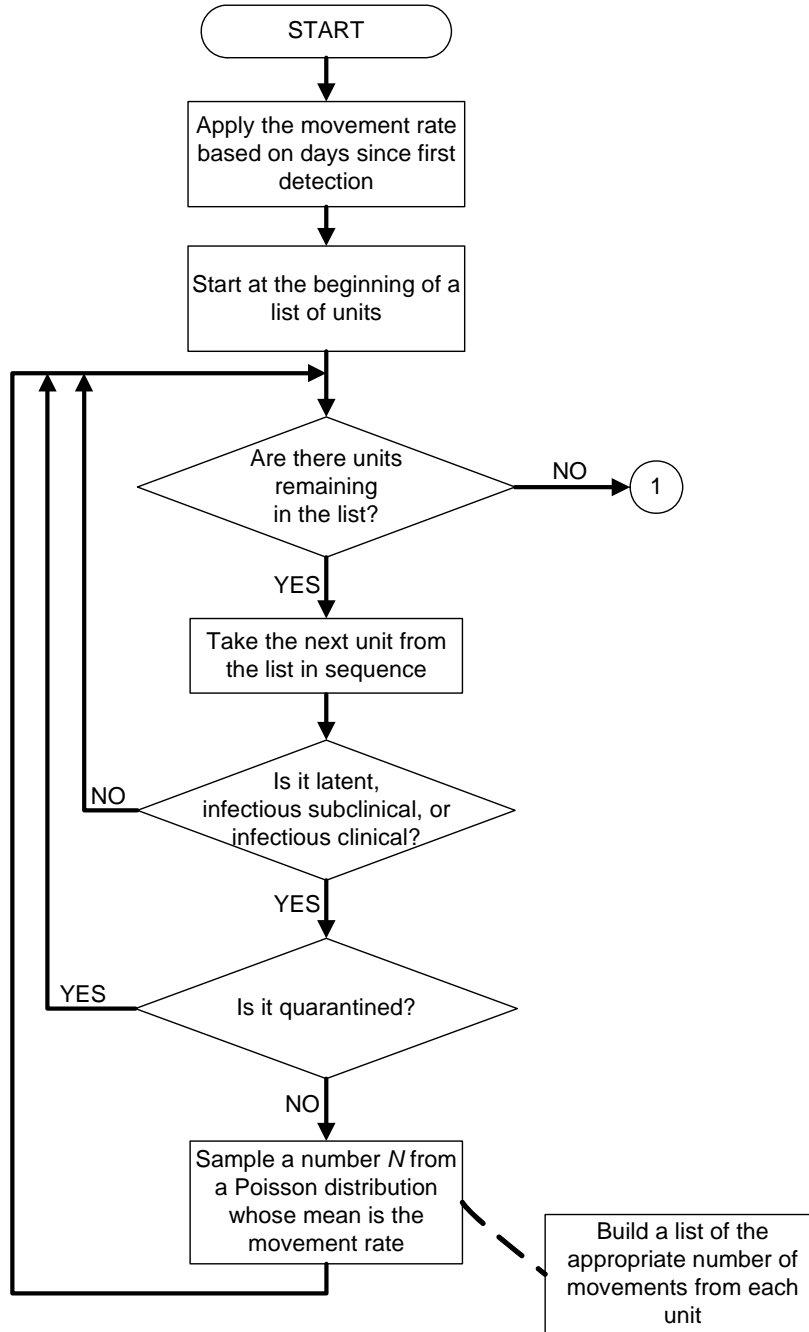 START
Apply the movement rate
based on days since first
detection
Start at the beginning of a
list of units
Are there units
remaining
in the list?
NO
1
YES
Take the next unit from
the list in sequence
Is it latent,
infectious subclinical, or
infectious clinical?
NO
YES
Is it quarantined?
YES
NO
Sample a number N from
a Poisson distribution
whose mean is the
movement rate
Build a list of the
appropriate number of
movements from each
unit